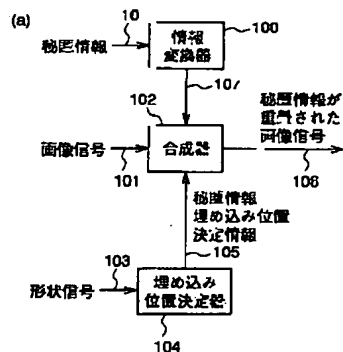 (a)
10
秘匿情報
情報
変換器
100
107
102
画像信号
101
合成器
秘匿情報が
重畳された
画像信号
106
秘匿情報
埋め込み位置
決定情報
105
103
形状信号
埋め込み
位置決定器
104